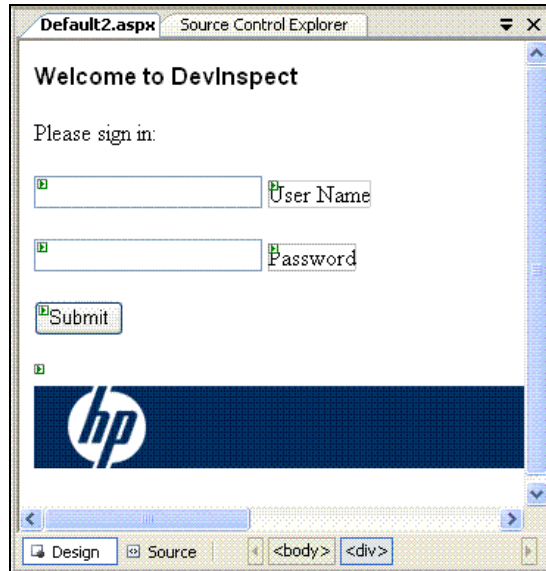 Default2.aspx Source Control Explorer
Welcome to DevInspect
Please sign in:
User Name
Password
Submit
hp
Design Source <body> <div>